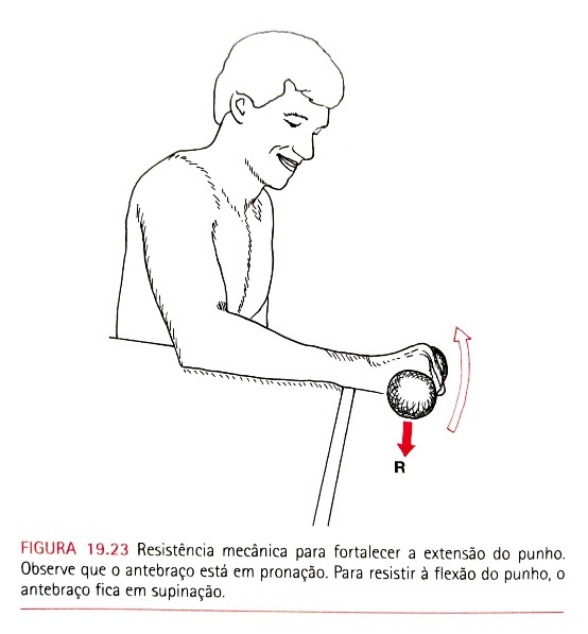 R
FIGURA 19.23 Resistência mecânica para fortalecer a extensão do punho.
Observe que o antebraço está em pronação. Para resistir à flexão do punho, o
antebraço fica em supinação.